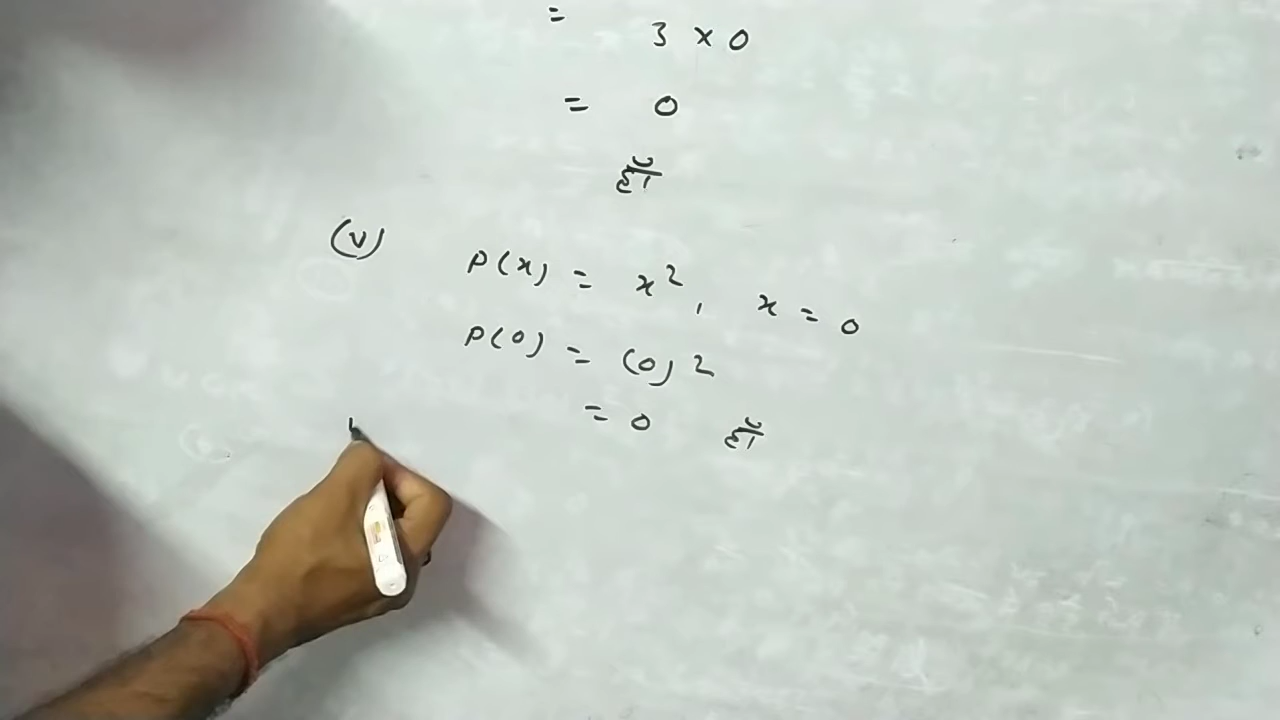 = 3 × 0
= 0
हाँ
(v) P(x) = x², x = 0
P(0) = (0)²
= 0 हाँ